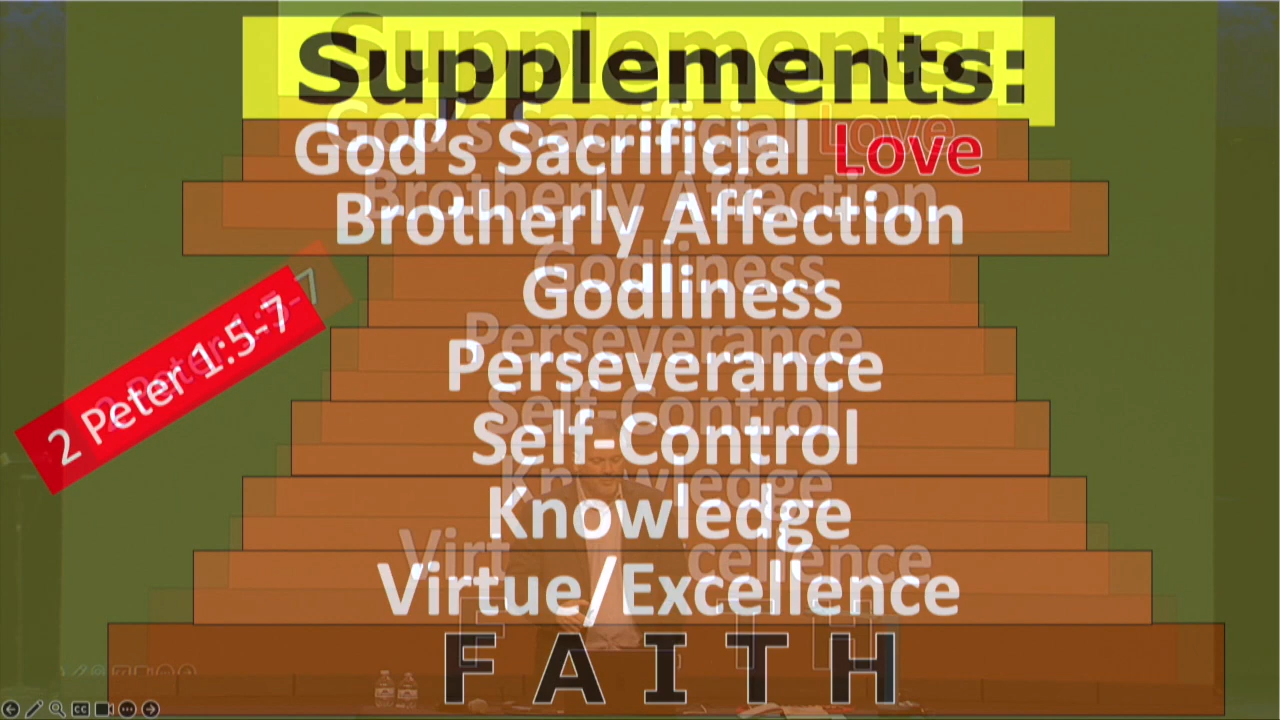 Supplements:
God's Sacrificial Love
Brotherly Affection
Godliness
2 Peter 1:5-7
Perseverance
Self-Control
Knowledge
Virtue/Excellence
FAITH
CC